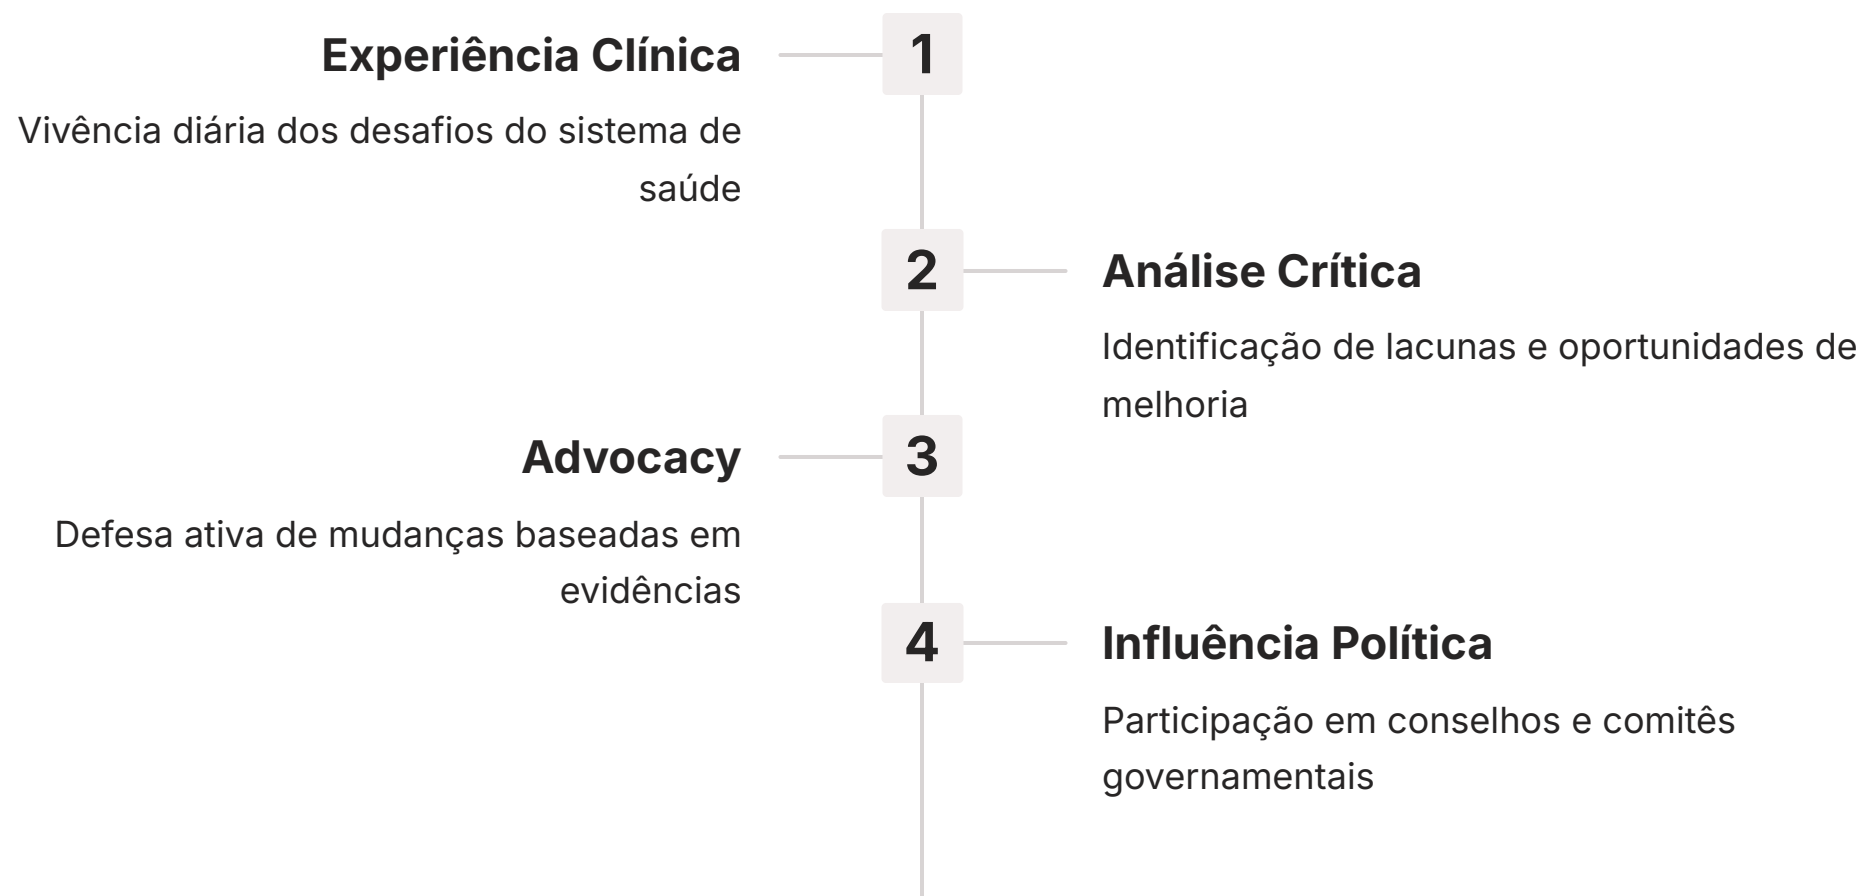 Experiência Clínica
1
Vivência diária dos desafios do sistema de
saúde
2
Análise Crítica
Identificação de lacunas e oportunidades de
melhoria
Advocacy
3
Defesa ativa de mudanças baseadas em
evidências
4
Influência Política
Participação em conselhos e comitês
governamentais